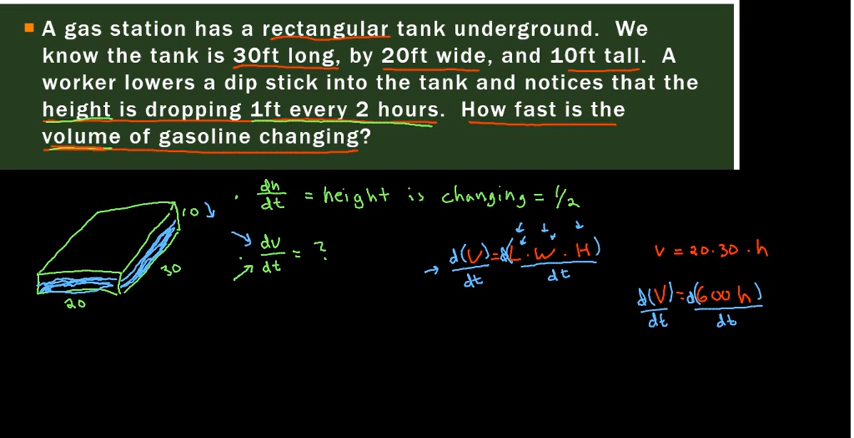 A gas station has a rectangular tank underground. We
know the tank is 30ft long, by 20ft wide, and 10ft tall. A
worker lowers a dip stick into the tank and notices that the
height is dropping 1ft every 2 hours. How fast is the
volume of gasoline changing?
10
30
20
dh/dt = height is changing = 1/2
dv/dt = ?
d(V)/dt = d(L · W · H)/dt
V = 20 · 30 · h
d(V)/dt = d(600 h)/dt